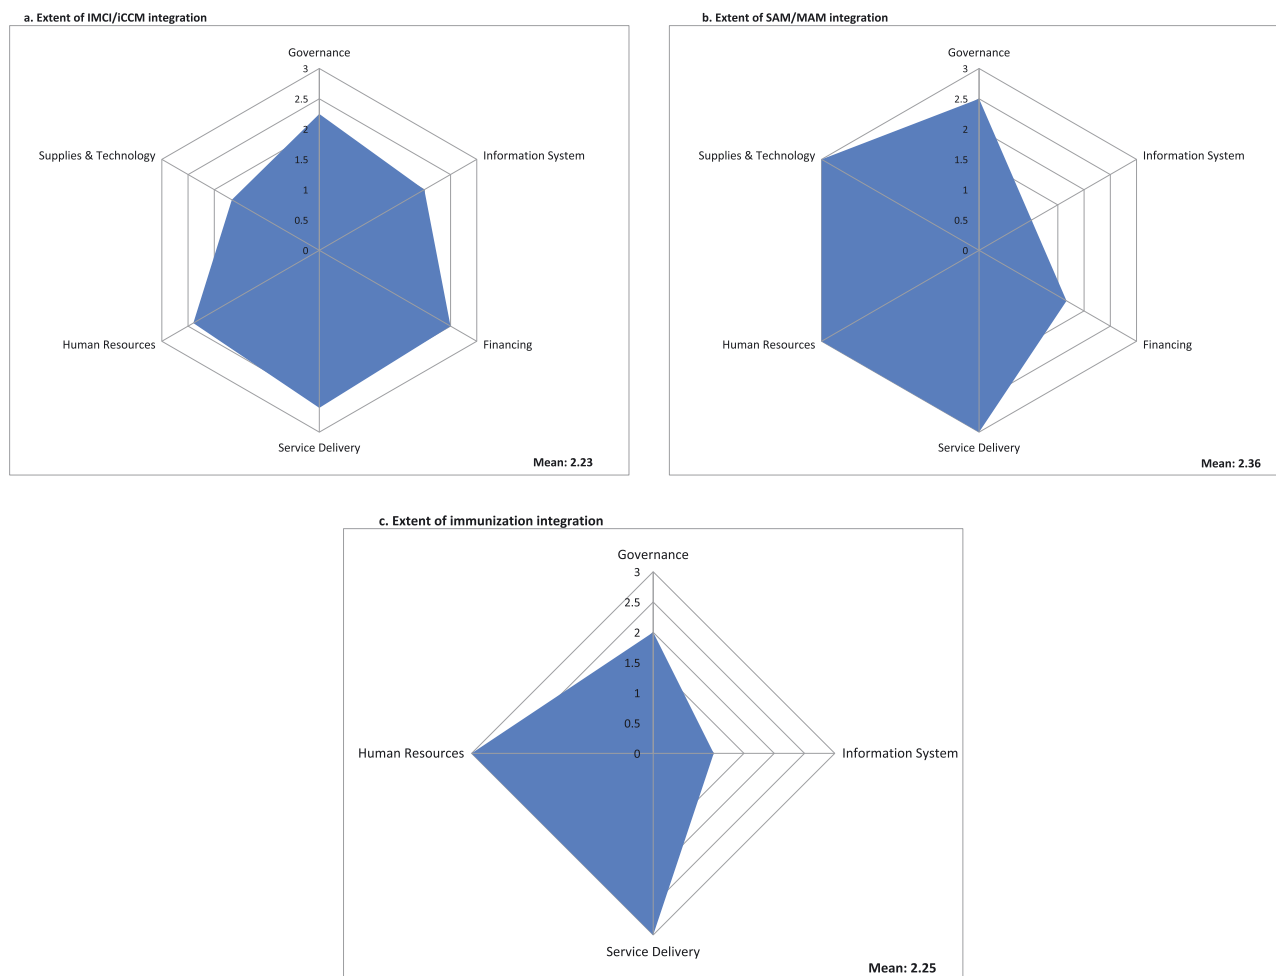 a. Extent of IMCI/iCCM integration
Governance
3
2.5
2
1.5
1
0.5
0
Supplies & Technology
Information System
Human Resources
Financing
Service Delivery
Mean: 2.23
b. Extent of SAM/MAM integration
Governance
3
2.5
2
1.5
1
0.5
0
Supplies & Technology
Information System
Human Resources
Financing
Service Delivery
Mean: 2.36
c. Extent of immunization integration
Governance
3
2.5
2
1.5
1
0.5
0
Human Resources
Information System
Service Delivery
Mean: 2.25